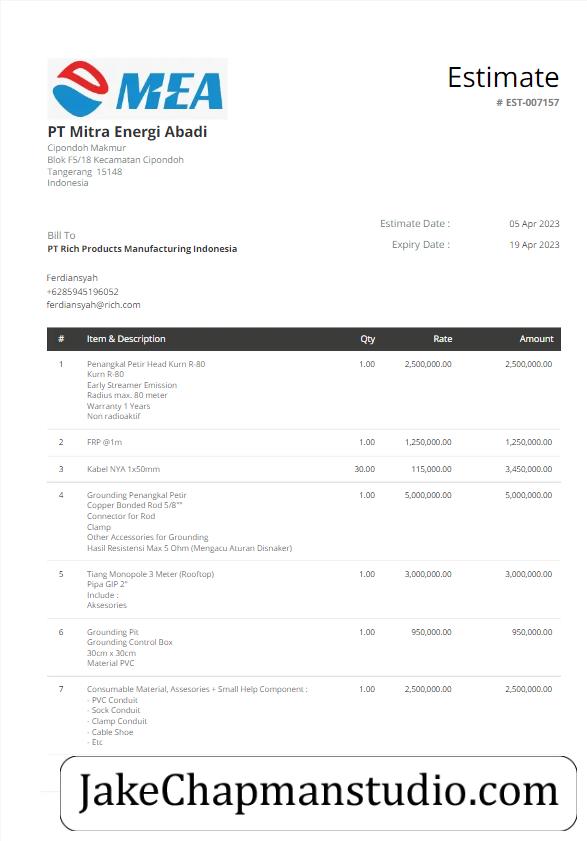 MEA
Estimate
# EST-007157
PT Mitra Energi Abadi
Cipondoh Makmur
Blok F5/18 Kecamatan Cipondoh
Tangerang 15148
Indonesia
Estimate Date : 05 Apr 2023
Bill To
Expiry Date : 19 Apr 2023
PT Rich Products Manufacturing Indonesia
Ferdiansyah
+6285945196052
ferdiansyah@rich.com
# Item & Description Qty Rate Amount
1 Penangkal Petir Head Kurn R-80 1.00 2,500,000.00 2,500,000.00
Kurn R-80
Early Streamer Emission
Radius max. 80 meter
Warranty 1 Years
Non radioaktif
2 FRP @1m 1.00 1,250,000.00 1,250,000.00
3 Kabel NYA 1x50mm 30.00 115,000.00 3,450,000.00
4 Grounding Penangkal Petir 1.00 5,000,000.00 5,000,000.00
Copper Bonded Rod 5/8""
Connector for Rod
Clamp
Other Accessories for Grounding
Hasil Resistensi Max 5 Ohm (Mengacu Aturan Disnaker)
5 Tiang Monopole 3 Meter (Rooftop) 1.00 3,000,000.00 3,000,000.00
Pipa GIP 2"
Include :
Aksesories
6 Grounding Pit 1.00 950,000.00 950,000.00
Grounding Control Box
30cm x 30cm
Material PVC
7 Consumable Material, Assesories + Small Help Component : 1.00 2,500,000.00 2,500,000.00
- PVC Conduit
- Sock Conduit
- Clamp Conduit
- Cable Shoe
- Etc
JakeChapmanstudio.com